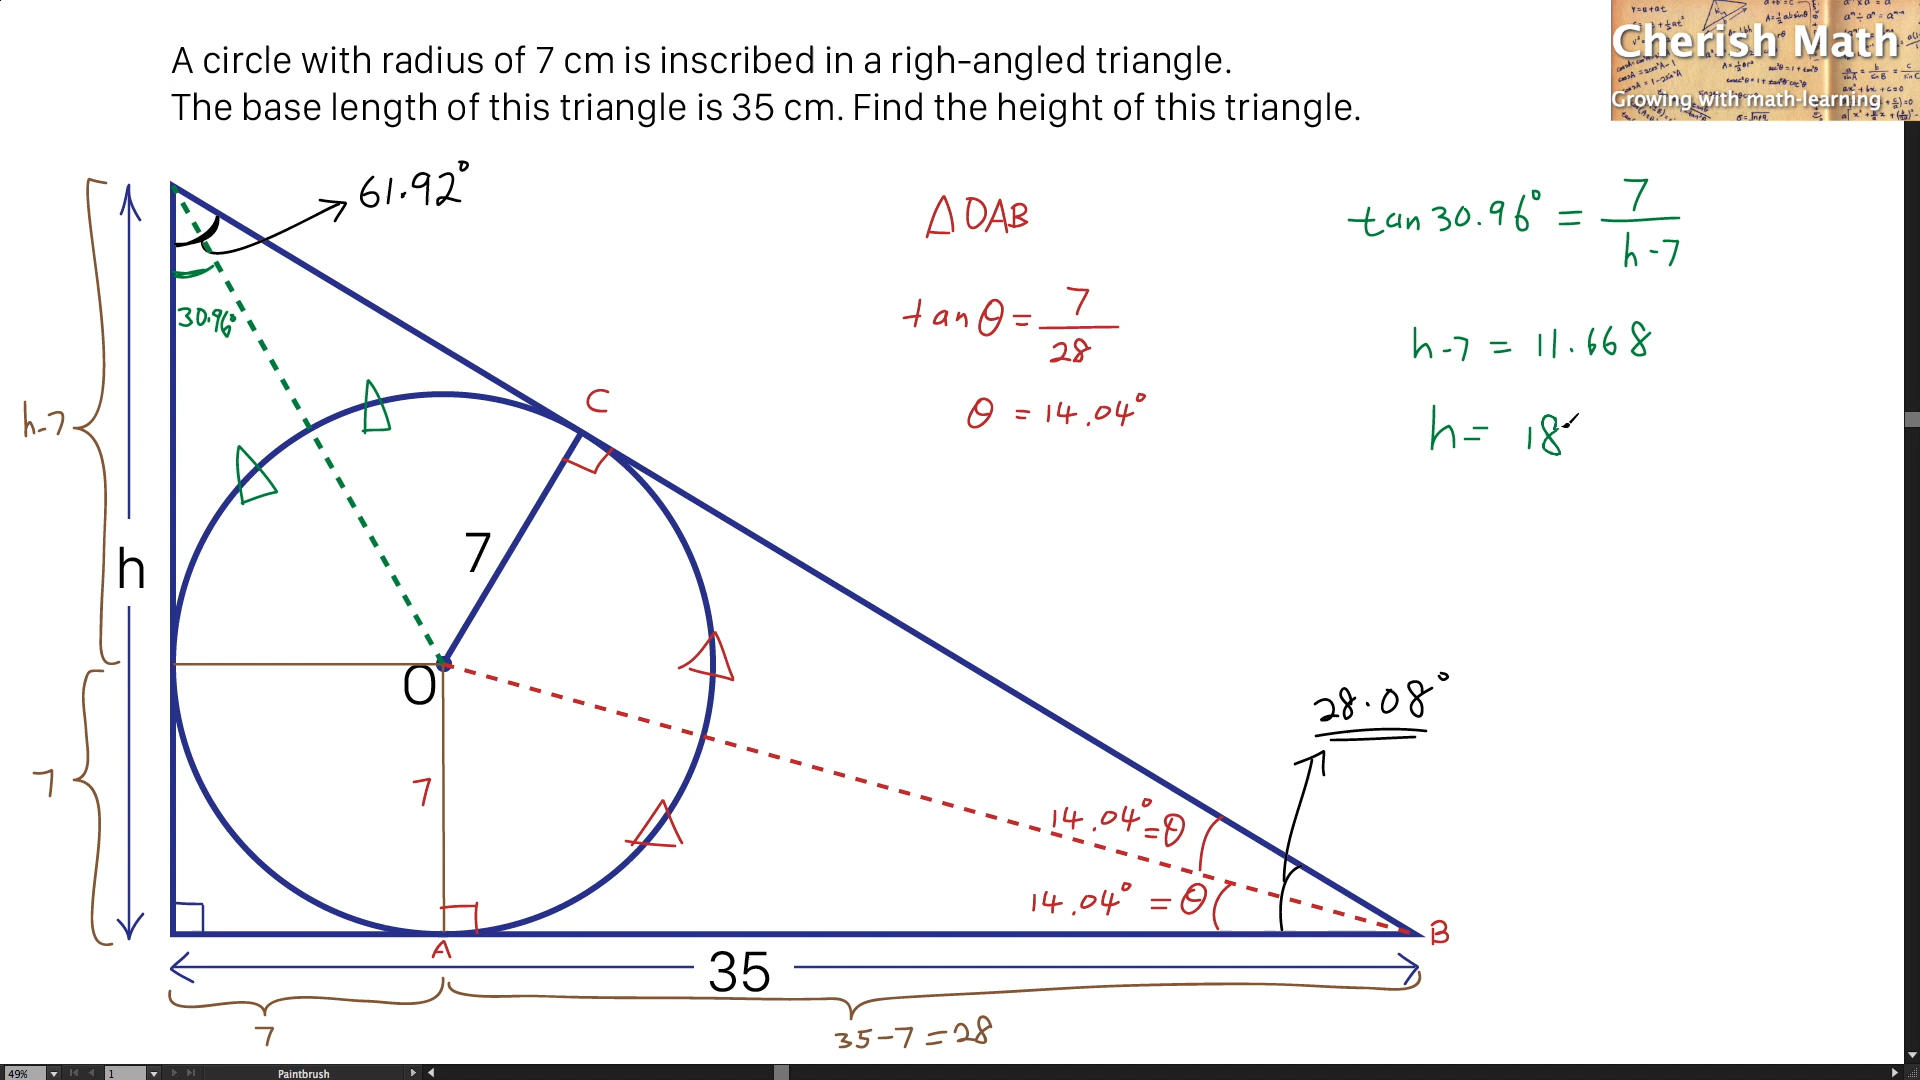 A circle with radius of 7 cm is inscribed in a righ-angled triangle.
The base length of this triangle is 35 cm. Find the height of this triangle.
Cherish Math
Growing with math-learning
61.92°
30.96°
h-7
h
7
C
7
O
7
A
B
14.04° = θ
14.04° = θ
28.08°
35
7
35-7=28
△OAB
tanθ = 7/28
θ = 14.04°
tan 30.96° = 7/h-7
h-7 = 11.668
h = 18
49%
1
Paintbrush